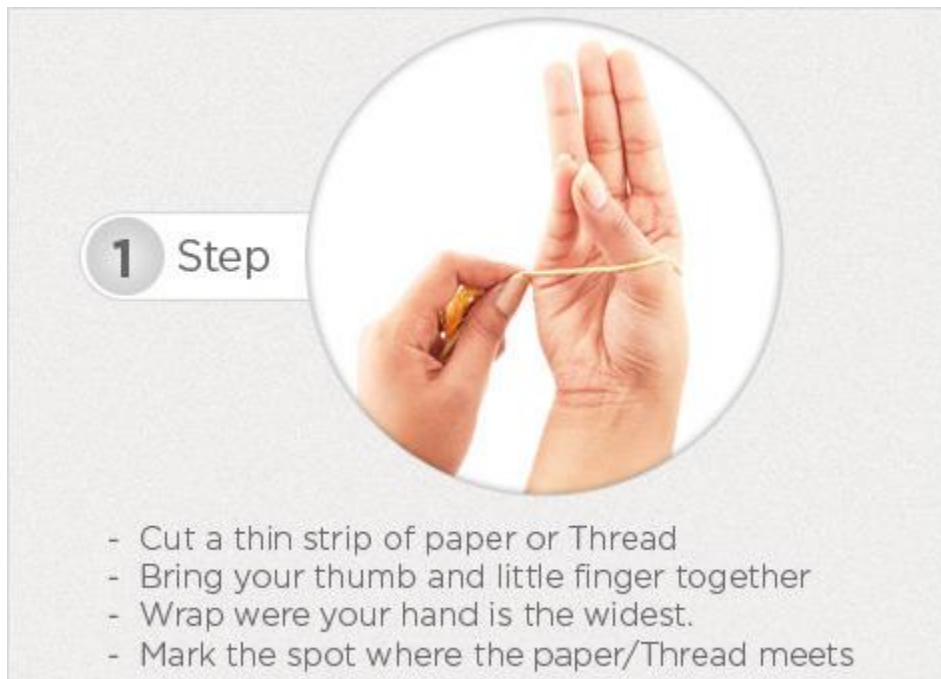 1 Step
- Cut a thin strip of paper or Thread
- Bring your thumb and little finger together
- Wrap were your hand is the widest.
- Mark the spot where the paper/Thread meets